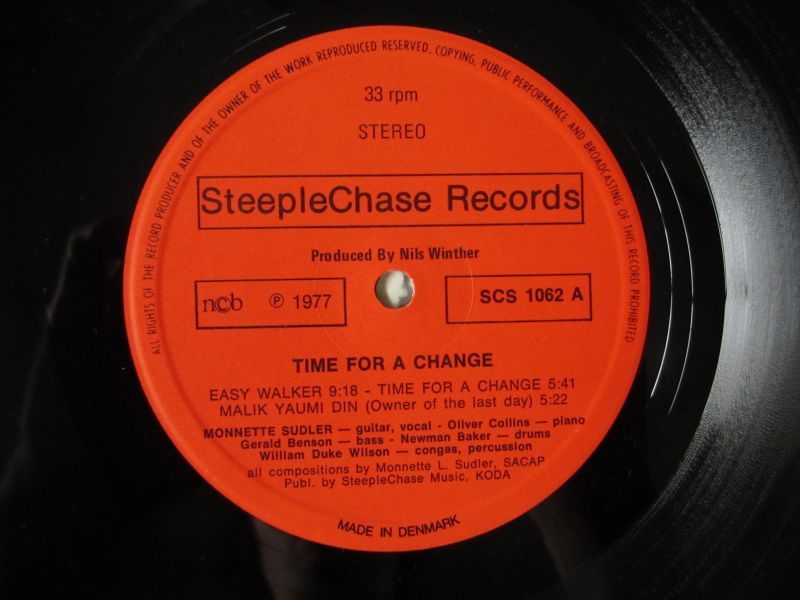 ALL RIGHTS OF THE RECORD PRODUCER AND OF THE OWNER OF THE WORK REPRODUCED RESERVED. COPYING, PUBLIC PERFORMANCE AND BROADCASTING OF THIS RECORD PROHIBITED
33 rpm
STEREO
SteepleChase Records
Produced By Nils Winther
ncb ℗ 1977
SCS 1062 A
TIME FOR A CHANGE
EASY WALKER 9:18 - TIME FOR A CHANGE 5:41
MALIK YAUMI DIN (Owner of the last day) 5:22
MONNETTE SUDLER — guitar, vocal - Oliver Collins — piano
Gerald Benson — bass - Newman Baker — drums
William Duke Wilson — congas, percussion
all compositions by Monnette L. Sudler, SACAP
Publ. by SteepleChase Music, KODA
MADE IN DENMARK